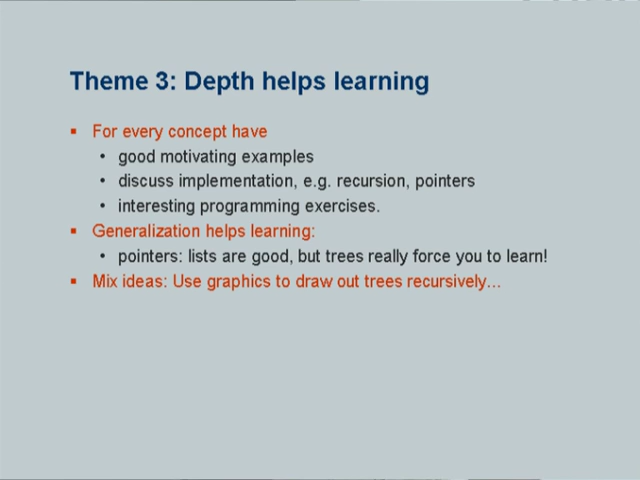 Theme 3: Depth helps learning
▪ For every concept have
• good motivating examples
• discuss implementation, e.g. recursion, pointers
• interesting programming exercises.
▪ Generalization helps learning:
• pointers: lists are good, but trees really force you to learn!
▪ Mix ideas: Use graphics to draw out trees recursively...